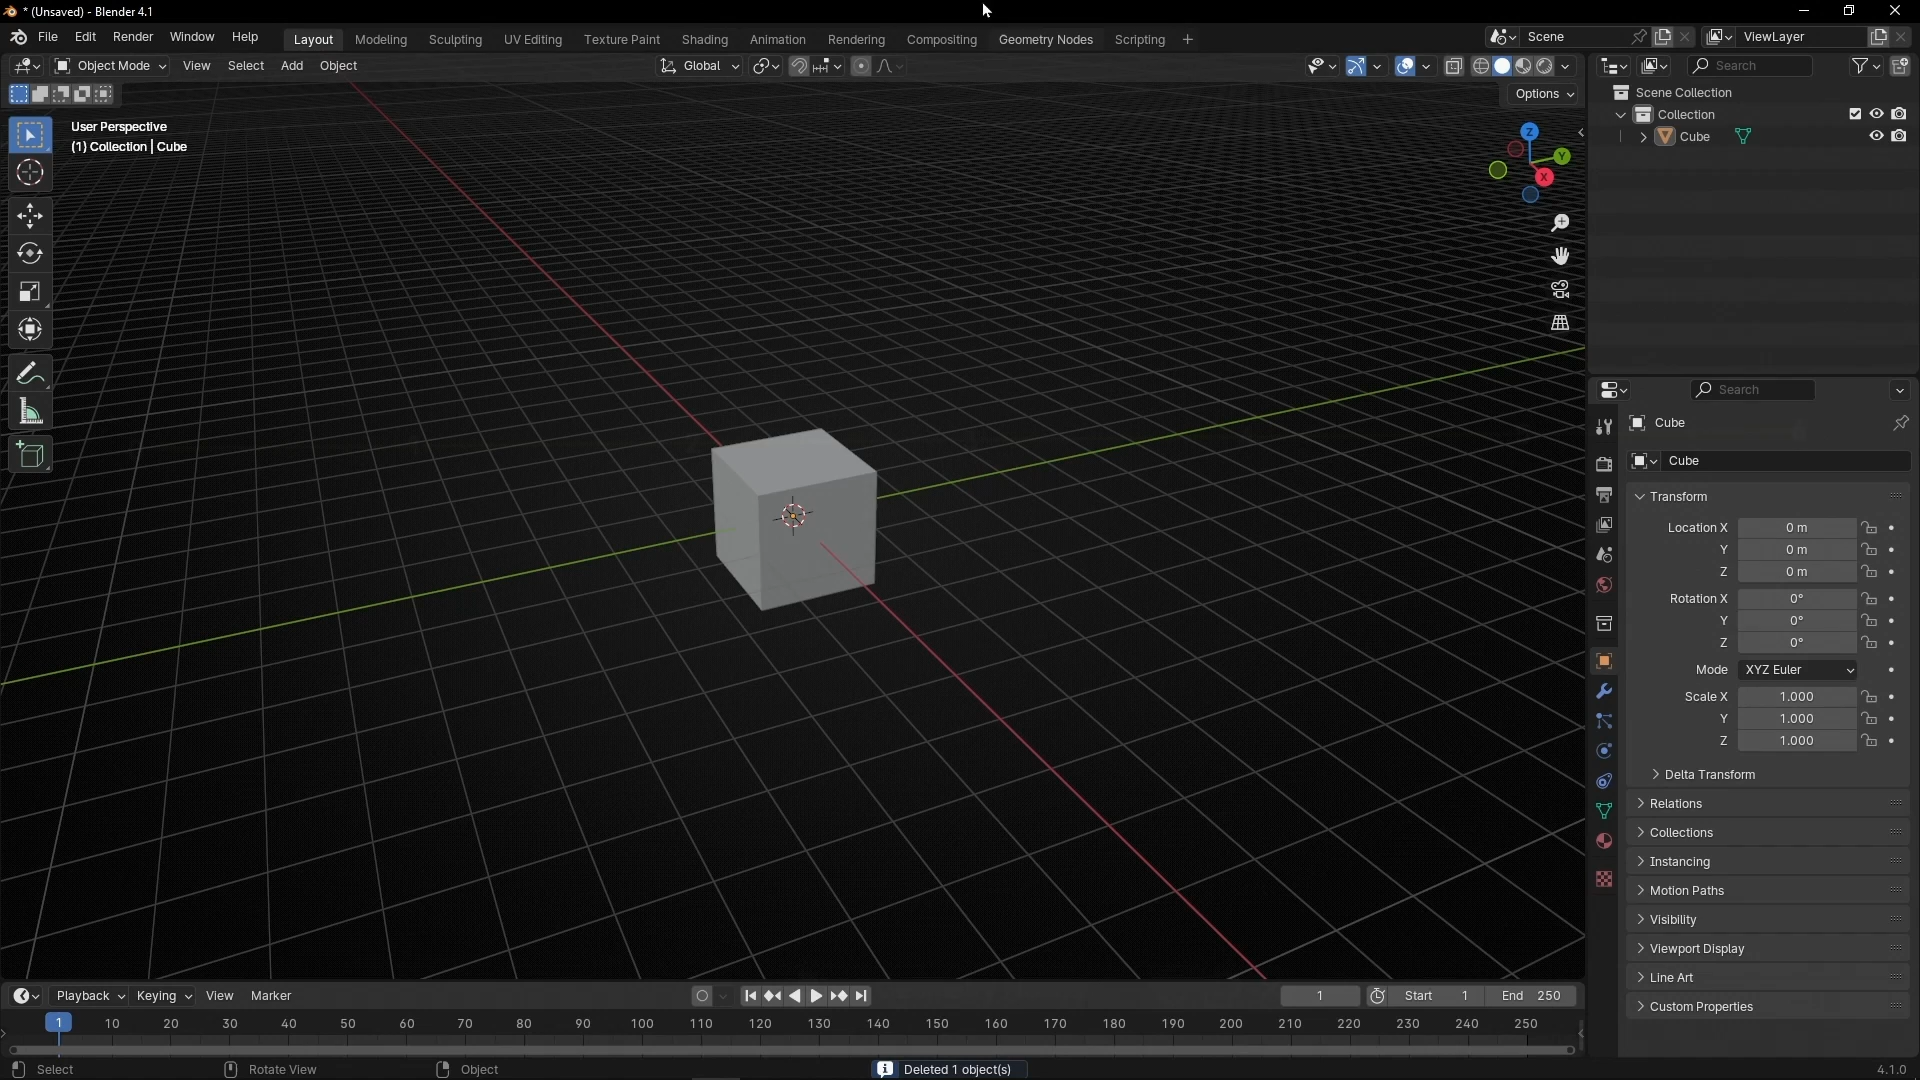 * (Unsaved) - Blender 4.1
File Edit Render Window Help Layout Modeling Sculpting UV Editing Texture Paint Shading Animation Rendering Compositing Geometry Nodes Scripting + Scene ViewLayer
Object Mode View Select Add Object Global Search
Options
User Perspective
(1) Collection | Cube
Z
Y
X
Scene Collection
Collection
Cube
Search
Cube
Cube
Transform
Location X 0 m
Y 0 m
Z 0 m
Rotation X 0°
Y 0°
Z 0°
Mode XYZ Euler
Scale X 1.000
Y 1.000
Z 1.000
Delta Transform
Relations
Collections
Instancing
Motion Paths
Visibility
Viewport Display
Line Art
Custom Properties
Playback Keying View Marker 1 Start 1 End 250
1 10 20 30 40 50 60 70 80 90 100 110 120 130 140 150 160 170 180 190 200 210 220 230 240 250
Select Rotate View Object Deleted 1 object(s) 4.1.0